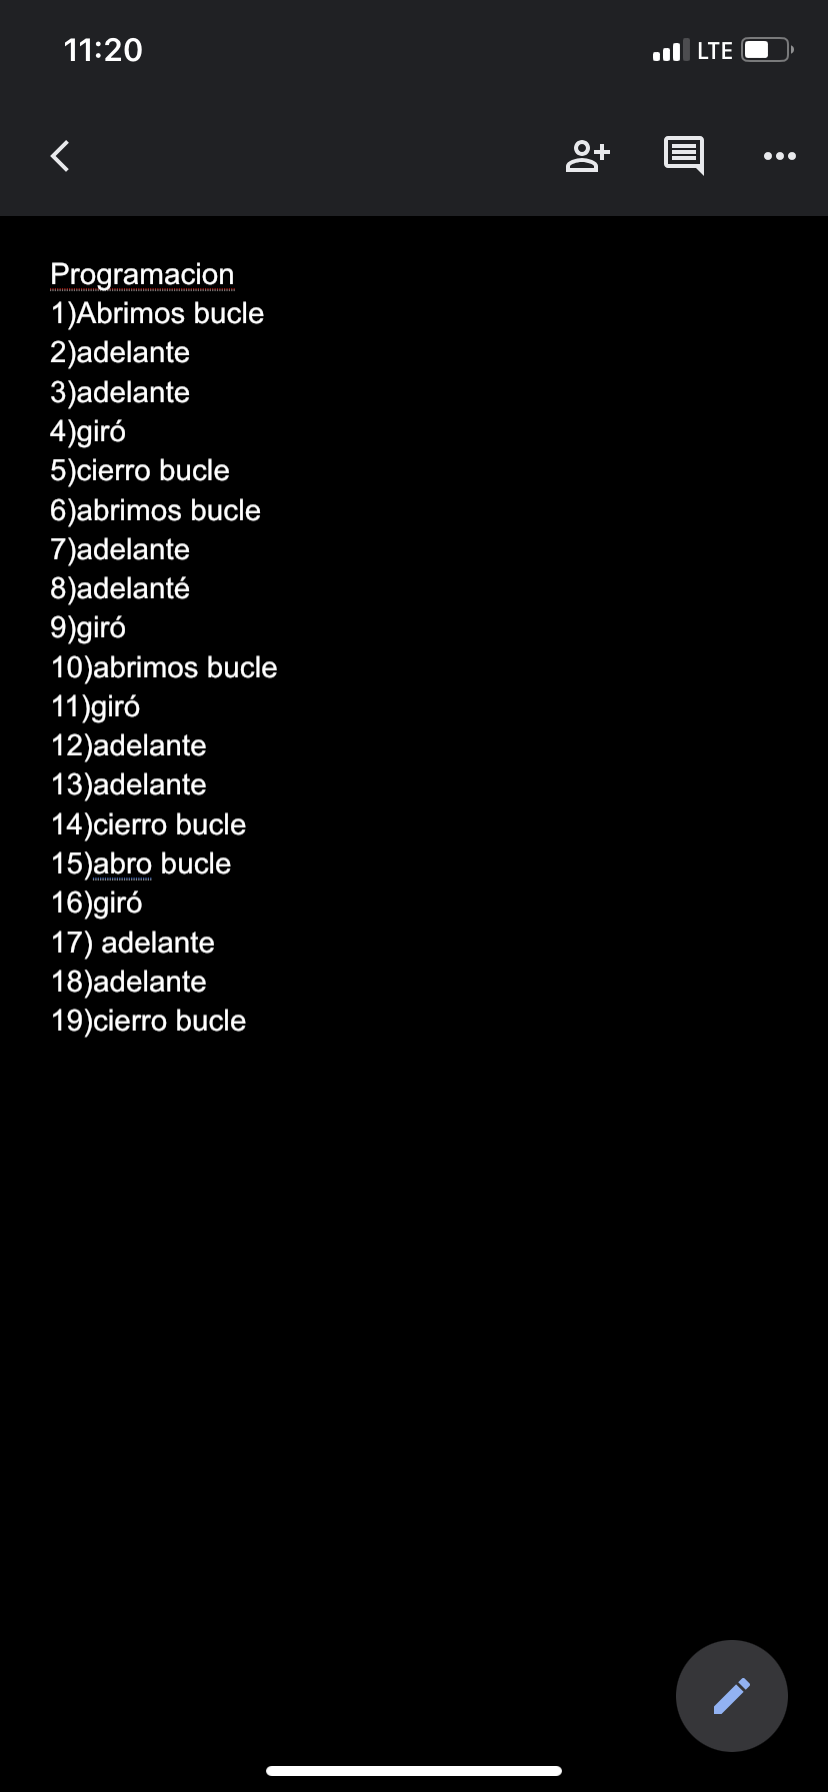 11:20
LTE
Programacion
1)Abrimos bucle
2)adelante
3)adelante
4)giró
5)cierro bucle
6)abrimos bucle
7)adelante
8)adelanté
9)giró
10)abrimos bucle
11)giró
12)adelante
13)adelante
14)cierro bucle
15)abro bucle
16)giró
17) adelante
18)adelante
19)cierro bucle